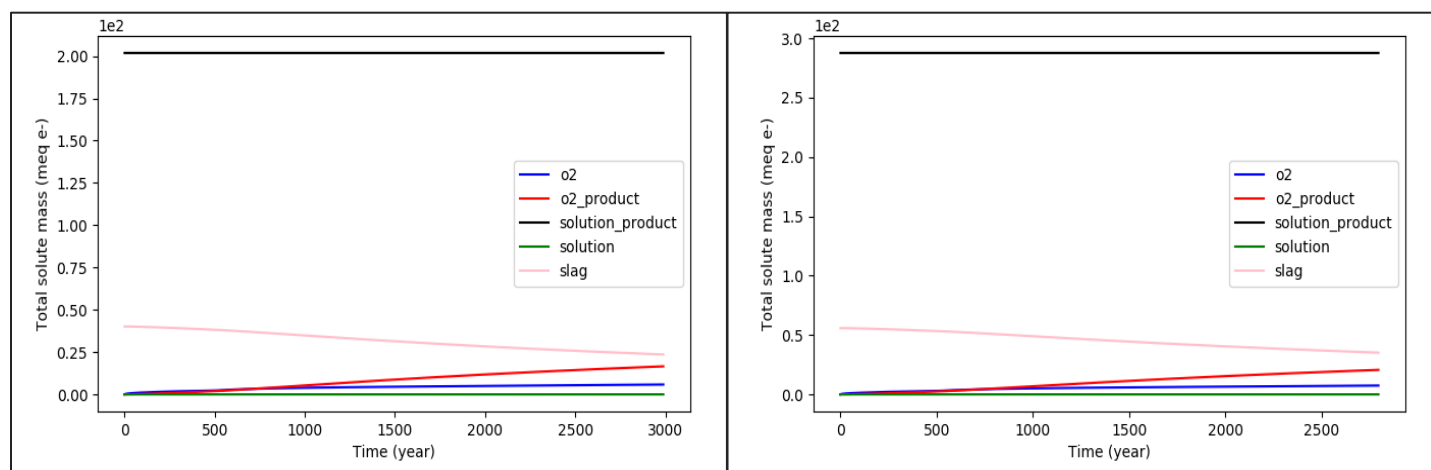 1e2
2.00
1.75
1.50
1.25
1.00
0.75
0.50
0.25
0.00
Total solute mass (meq e-)
o2
o2_product
solution_product
solution
slag
0 500 1000 1500 2000 2500 3000
Time (year)
1e2
3.0
2.5
2.0
1.5
1.0
0.5
0.0
Total solute mass (meq e-)
o2
o2_product
solution_product
solution
slag
0 500 1000 1500 2000 2500
Time (year)